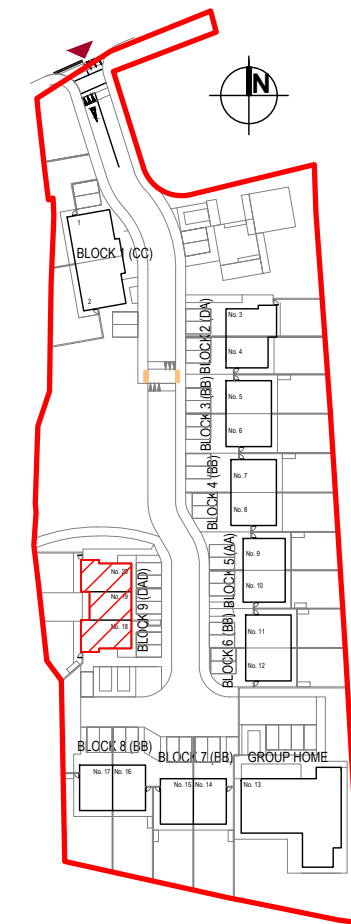 N
1
BLOCK 1 (CC)
2
BLOCK 2 (DA)
No. 3
No. 4
BLOCK 3 (BB)
No. 5
No. 6
BLOCK 4 (BB)
No. 7
No. 8
BLOCK 5 (AA)
No. 9
No. 10
BLOCK 6 (BB)
No. 11
No. 12
No. 20
No. 19
No. 18
BLOCK 9 (DAD)
BLOCK 8 (BB)
BLOCK 7 (BB)
GROUP HOME
No. 17
No. 16
No. 15
No. 14
No. 13